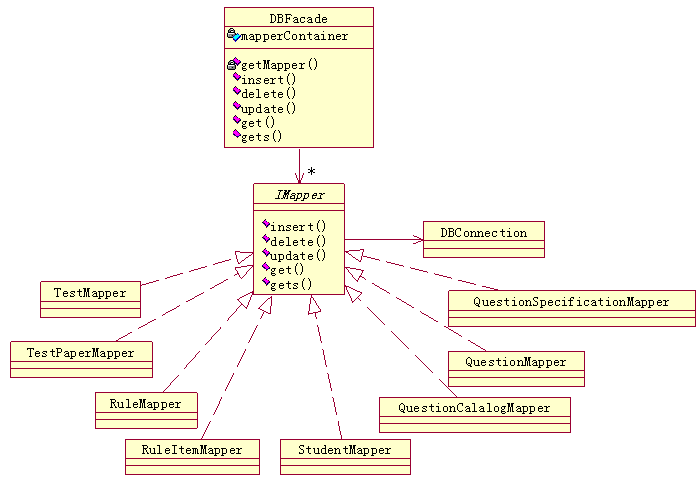 DBFacade
mapperContainer
getMapper()
insert()
delete()
update()
get()
gets()
*
IMapper
insert()
delete()
update()
get()
gets()
DBConnection
TestMapper
QuestionSpecificationMapper
TestPaperMapper
QuestionMapper
RuleMapper
QuestionCalalogMapper
RuleItemMapper
StudentMapper